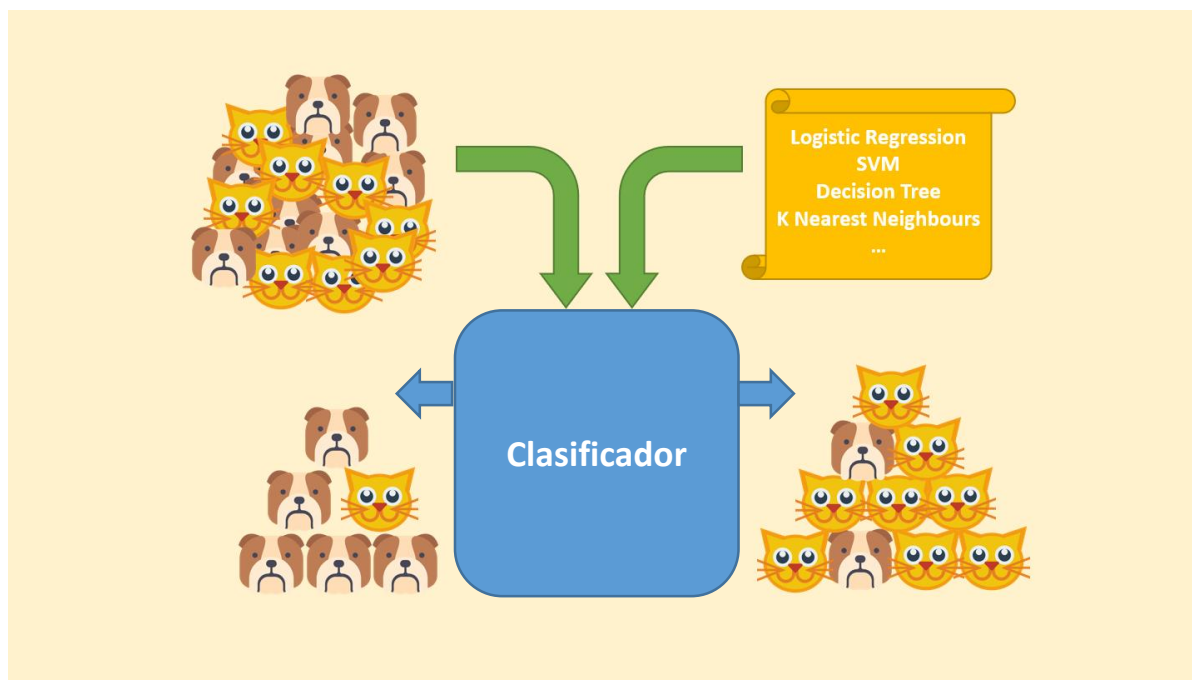 Logistic Regression
SVM
Decision Tree
K Nearest Neighbours
...
Clasificador